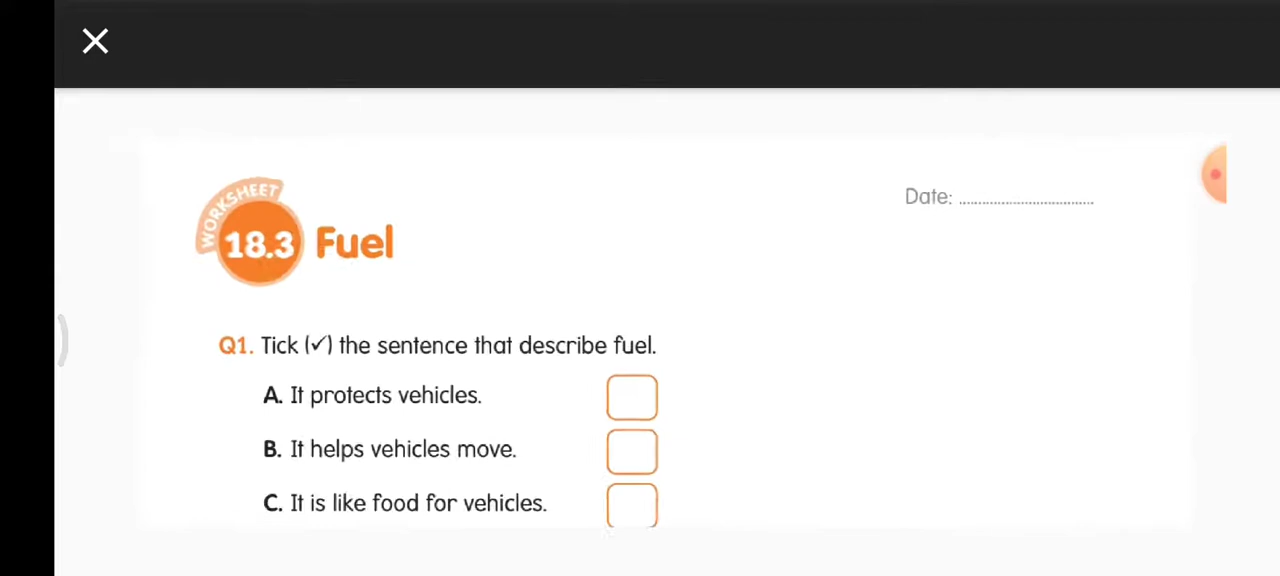 WORKSHEET
18.3 Fuel
Date: ................................
Q1. Tick (✓) the sentence that describe fuel.
A. It protects vehicles.
B. It helps vehicles move.
C. It is like food for vehicles.